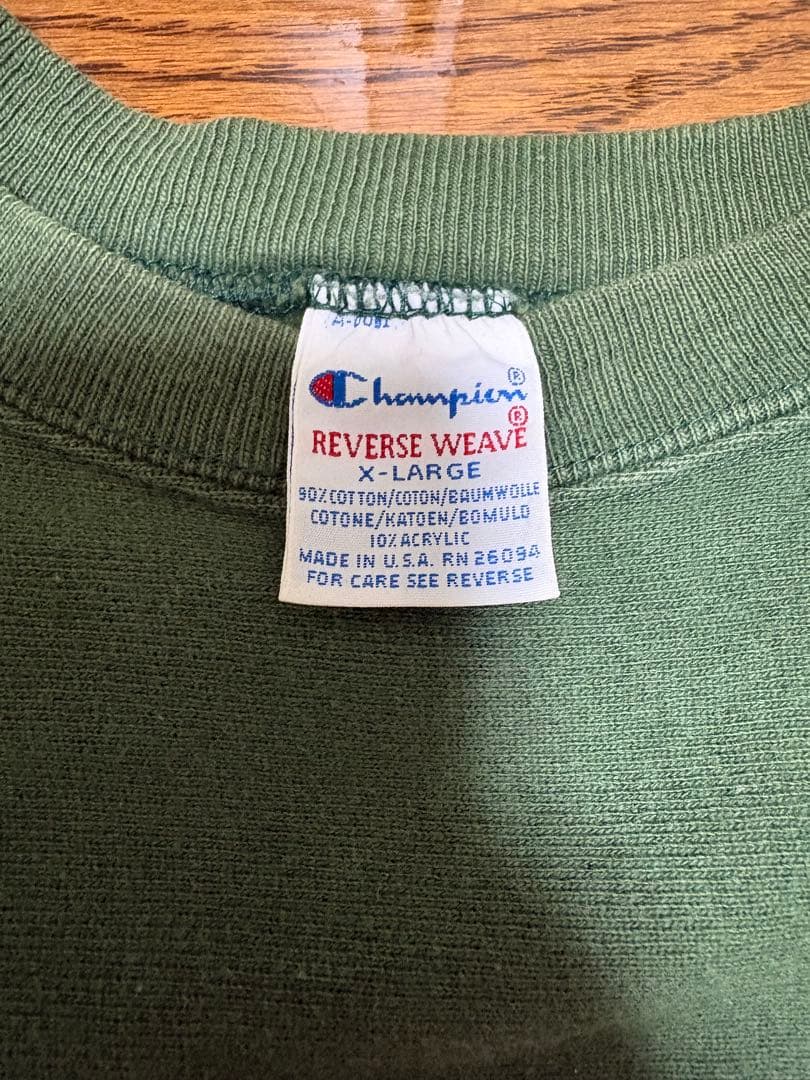 Champion®
®
REVERSE WEAVE
X-LARGE
90% COTTON/COTON/BAUMWOLLE
COTONE/KATOEN/BOMULD
10% ACRYLIC
MADE IN U.S.A. RN 26094
FOR CARE SEE REVERSE